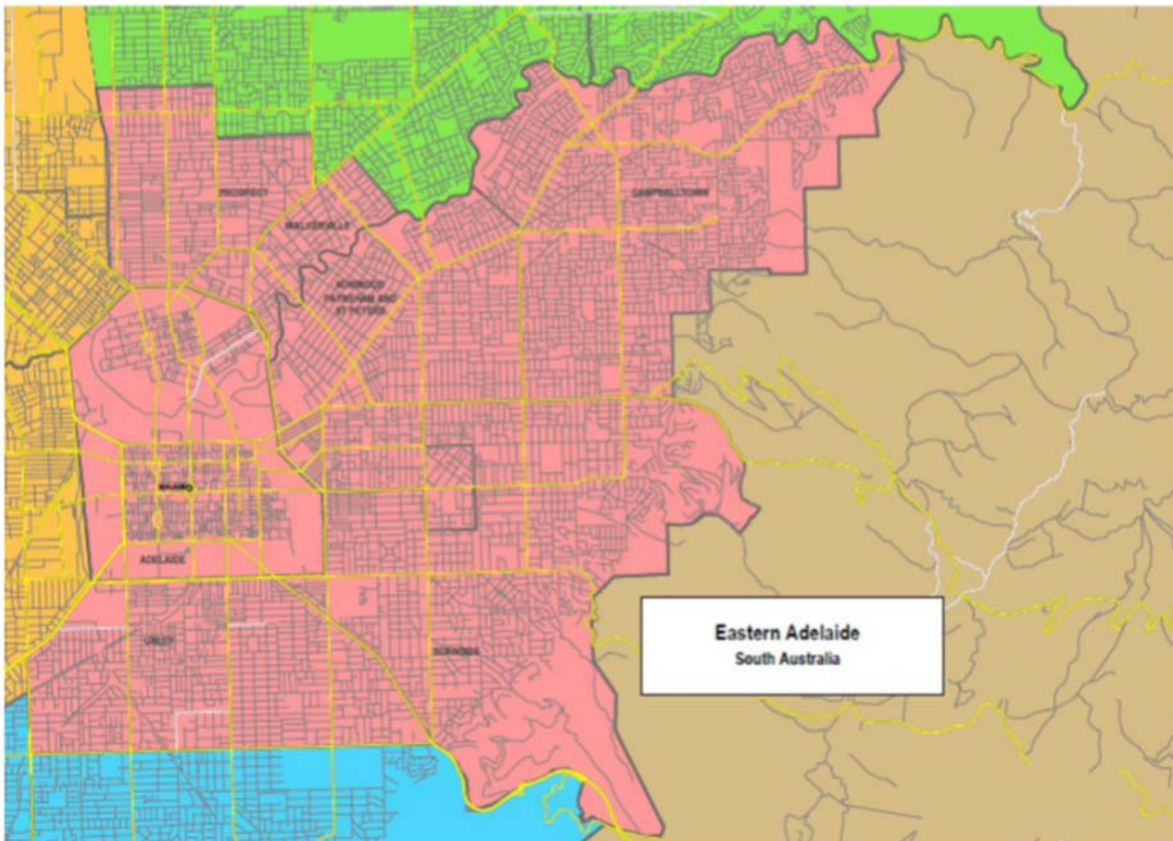 PROSPECT
WALKERVILLE
CAMPBELLTOWN
NORWOOD
PAYNEHAM AND
ST PETERS
ADELAIDE
UNLEY
BURNSIDE
Eastern Adelaide
South Australia